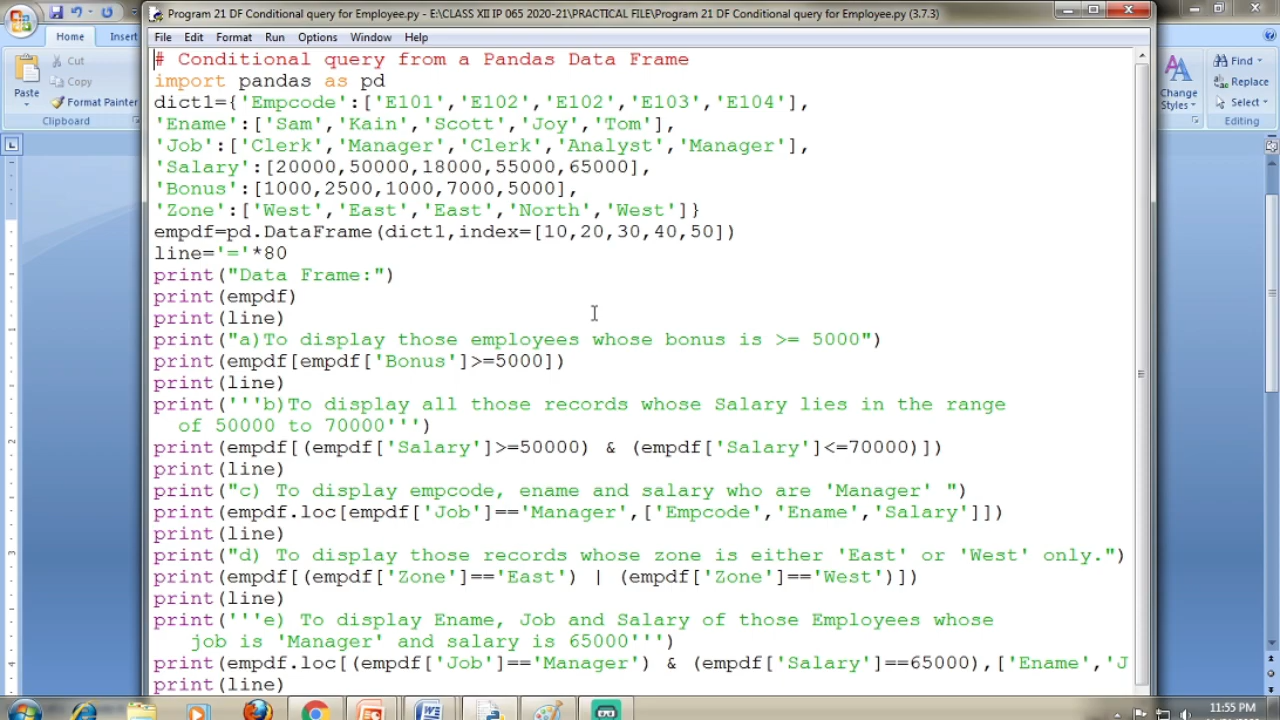 Program 21 DF Conditional query for Employee.py - E:\CLASS XII IP 065 2020-21\PRACTICAL FILE\Program 21 DF Conditional query for Employee.py (3.7.3)
Home Insert
Cut
Copy
Paste
Format Painter
Clipboard
File Edit Format Run Options Window Help
# Conditional query from a Pandas Data Frame
import pandas as pd
dict1={'Empcode':['E101','E102','E102','E103','E104'],
'Ename':['Sam','Kain','Scott','Joy','Tom'],
'Job':['Clerk','Manager','Clerk','Analyst','Manager'],
'Salary':[20000,50000,18000,55000,65000],
'Bonus':[1000,2500,1000,7000,5000],
'Zone':['West','East','East','North','West']}
empdf=pd.DataFrame(dict1,index=[10,20,30,40,50])
line='='*80
print("Data Frame:")
print(empdf)
print(line)
print("a)To display those employees whose bonus is >= 5000")
print(empdf[empdf['Bonus']>=5000])
print(line)
print('''b)To display all those records whose Salary lies in the range
of 50000 to 70000''')
print(empdf[(empdf['Salary']>=50000) & (empdf['Salary']<=70000)])
print(line)
print("c) To display empcode, ename and salary who are 'Manager' ")
print(empdf.loc[empdf['Job']=='Manager',['Empcode','Ename','Salary']])
print(line)
print("d) To display those records whose zone is either 'East' or 'West' only.")
print(empdf[(empdf['Zone']=='East') | (empdf['Zone']=='West')])
print(line)
print('''e) To display Ename, Job and Salary of those Employees whose
job is 'Manager' and salary is 65000''')
print(empdf.loc[(empdf['Job']=='Manager') & (empdf['Salary']==65000),['Ename','J
print(line)
Find
Replace
Select
Change
Styles
Editing
11:55 PM